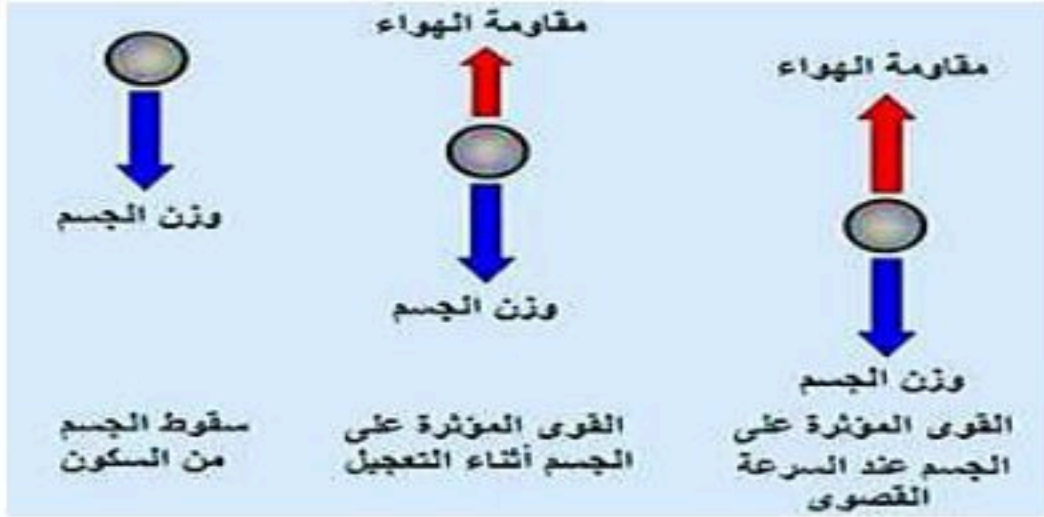 مقاومة الهواء
مقاومة الهواء
وزن الجسم
وزن الجسم
وزن الجسم
القوى المؤثرة على
الجسم عند السرعة
القصوى
القوى المؤثرة على
الجسم أثناء التعجيل
سقوط الجسم
من السكون